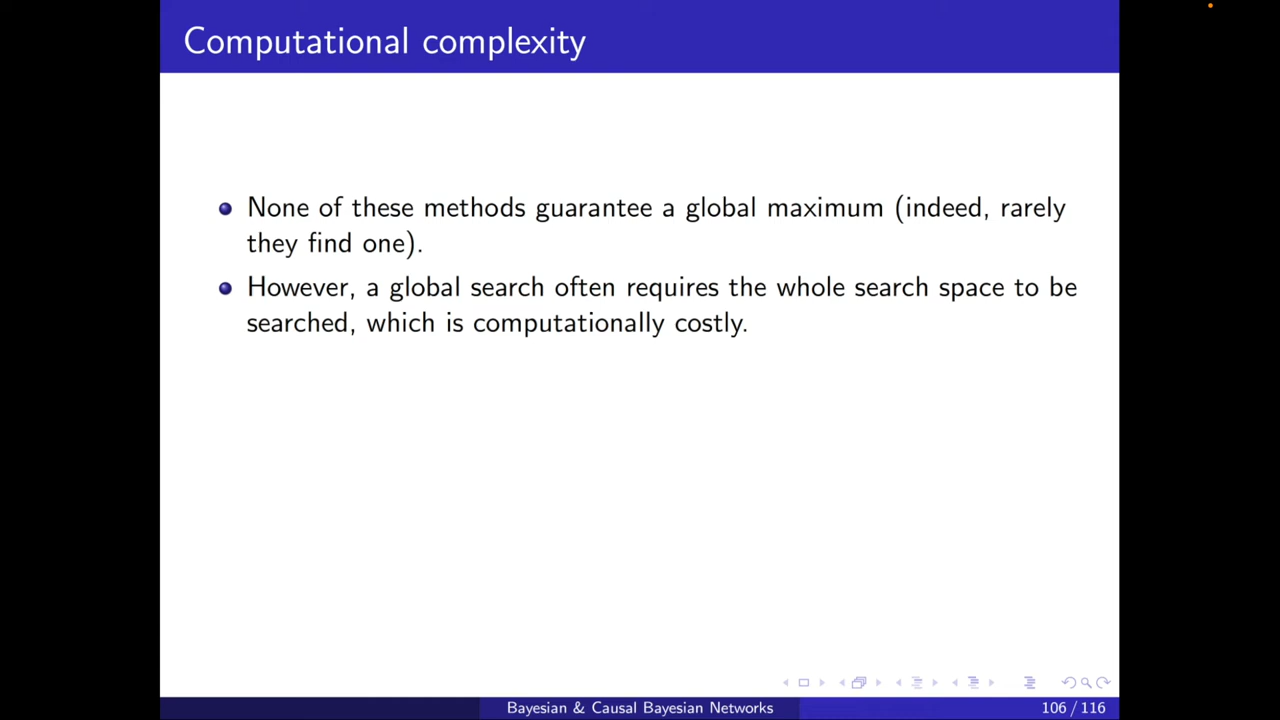 Computational complexity
None of these methods guarantee a global maximum (indeed, rarely
they find one).
However, a global search often requires the whole search space to be
searched, which is computationally costly.
Bayesian & Causal Bayesian Networks
106 / 116